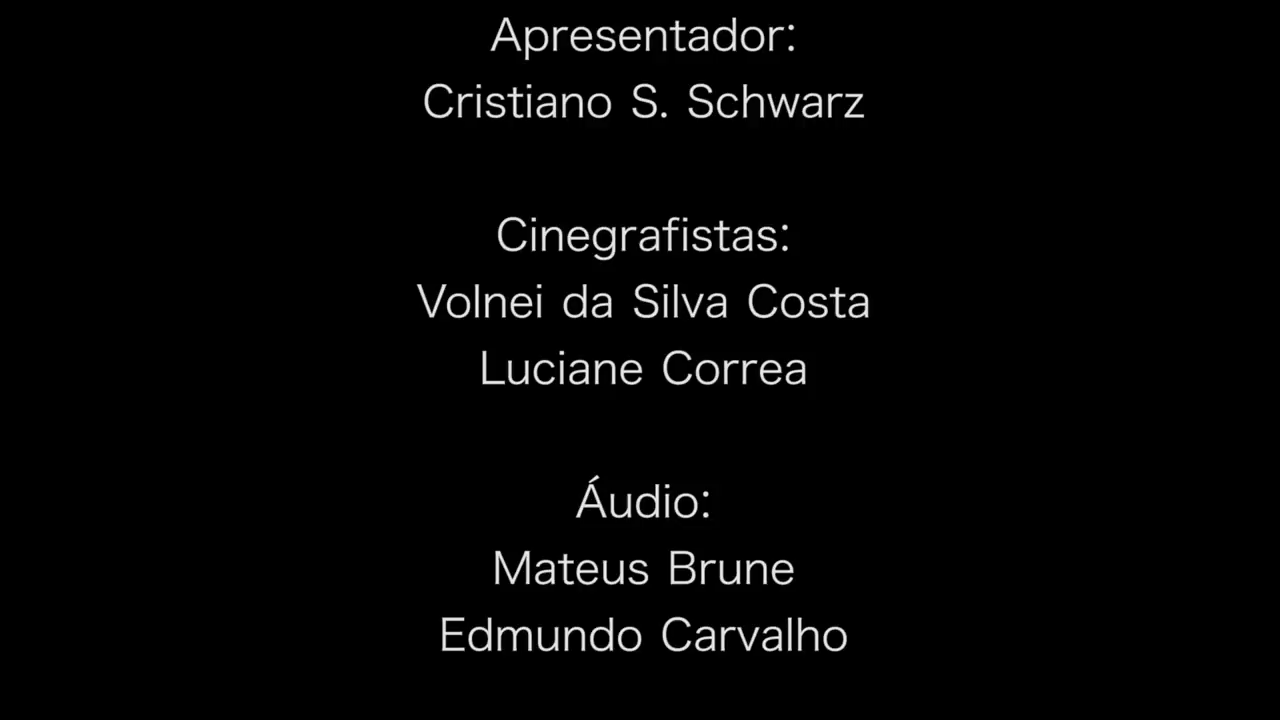 Apresentador:
Cristiano S. Schwarz
Cinegrafistas:
Volnei da Silva Costa
Luciane Correa
Áudio:
Mateus Brune
Edmundo Carvalho